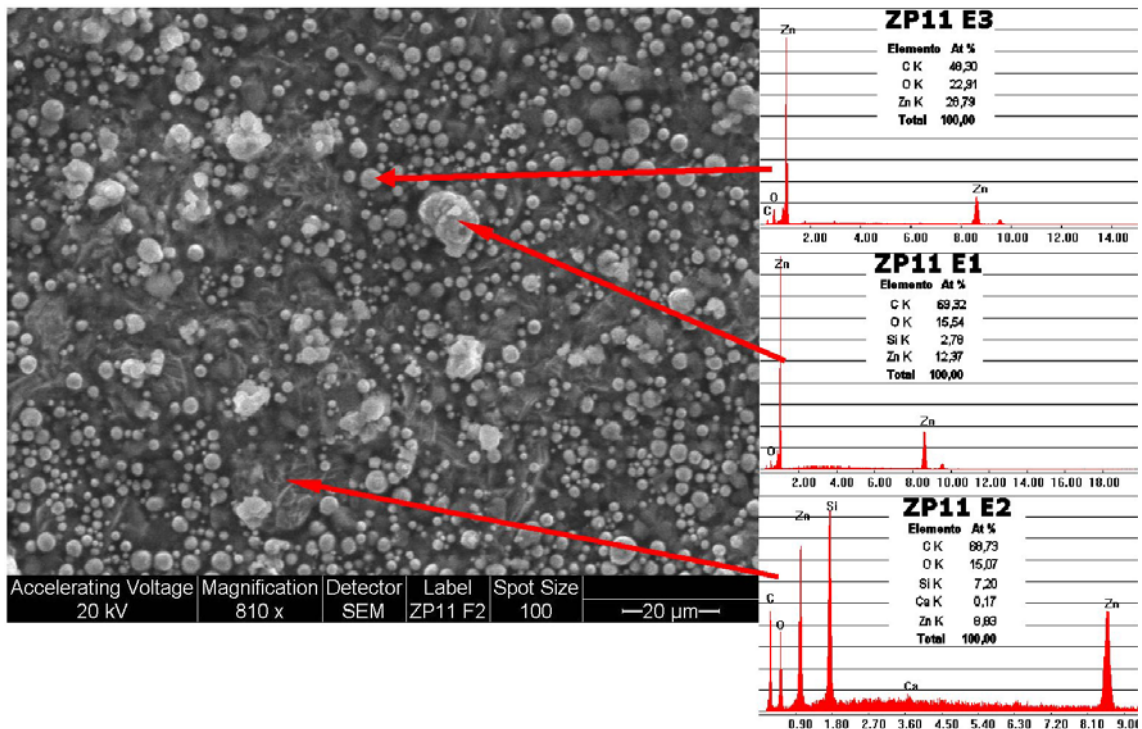 ZP11 E3
Zn
Elemento At %
C K
O K 22,91
Zn K 26,79
Total 100,00
O
C
Zn
2.00 4.00 6.00 8.00 10.00 12.00 14.00
ZP11 E1
Zn
Elemento At %
C K 69,32
O K 15,54
Si K 2,78
Zn K 12,37
Total 100,00
O
Zn
2.00 4.00 6.00 8.00 10.00 12.00 14.00 16.00 18.00
ZP11 E2
Zn
Si
Elemento At %
C K 68,73
O K 15,07
Si K 7,20
Ca K 0,17
Zn K 8,83
Total 100,00
C
O
Ca
Zn
0.90 1.80 2.70 3.60 4.50 5.40 6.30 7.20 8.10 9.00
Accelerating Voltage Magnification Detector Label Spot Size
20 kV 810 x SEM ZP11 F2 100 20 µm